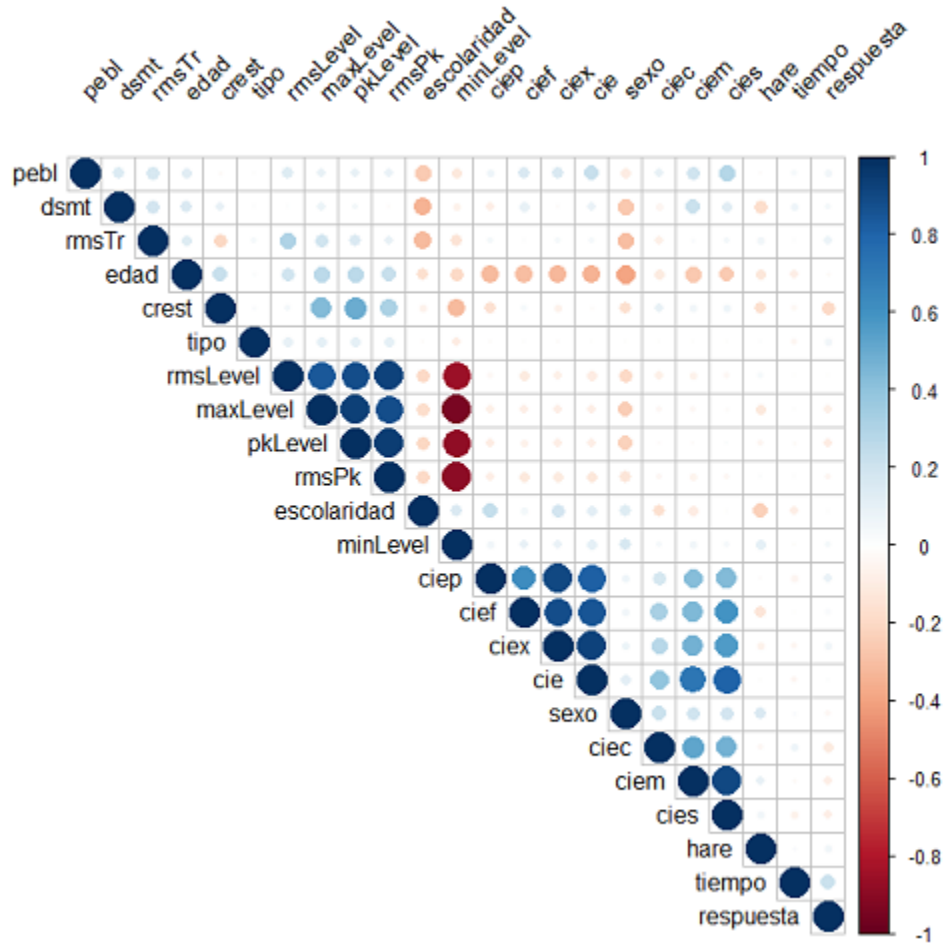 pebl
dsmt
rmsTr
edad
crest
tipo
rmsLevel
maxLevel
pkLevel
rmsPk
escolaridad
minLevel
ciep
cief
ciex
cie
sexo
ciec
ciem
cies
hare
tiempo
respuesta
pebl
dsmt
rmsTr
edad
crest
tipo
rmsLevel
maxLevel
pkLevel
rmsPk
escolaridad
minLevel
ciep
cief
ciex
cie
sexo
ciec
ciem
cies
hare
tiempo
respuesta
1
0.8
0.6
0.4
0.2
0
-0.2
-0.4
-0.6
-0.8
-1